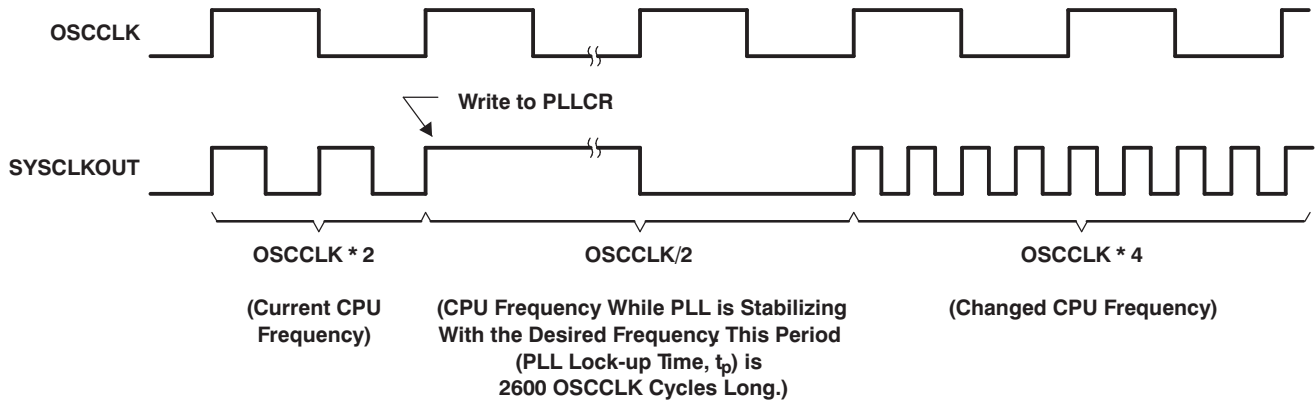 OSCCLK
Write to PLLCR
SYSCLKOUT
OSCCLK * 2
(Current CPU
Frequency)
OSCCLK/2
(CPU Frequency While PLL is Stabilizing
With the Desired Frequency. This Period
(PLL Lock-up Time, tp) is
2600 OSCCLK Cycles Long.)
OSCCLK * 4
(Changed CPU Frequency)